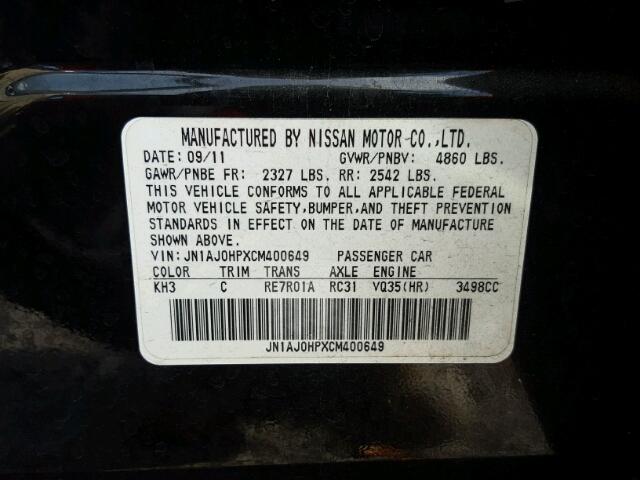 MANUFACTURED BY NISSAN MOTOR CO.,LTD.
DATE: 09/11 GVWR/PNBV: 4860 LBS.
GAWR/PNBE FR: 2327 LBS. RR: 2542 LBS.
THIS VEHICLE CONFORMS TO ALL APPLICABLE FEDERAL
MOTOR VEHICLE SAFETY, BUMPER, AND THEFT PREVENTION
STANDARDS IN EFFECT ON THE DATE OF MANUFACTURE
SHOWN ABOVE.
VIN: JN1AJ0HPXCM400649 PASSENGER CAR
COLOR TRIM TRANS AXLE ENGINE
KH3 C RE7R01A RC31 VQ35(HR) 3498CC
JN1AJ0HPXCM400649